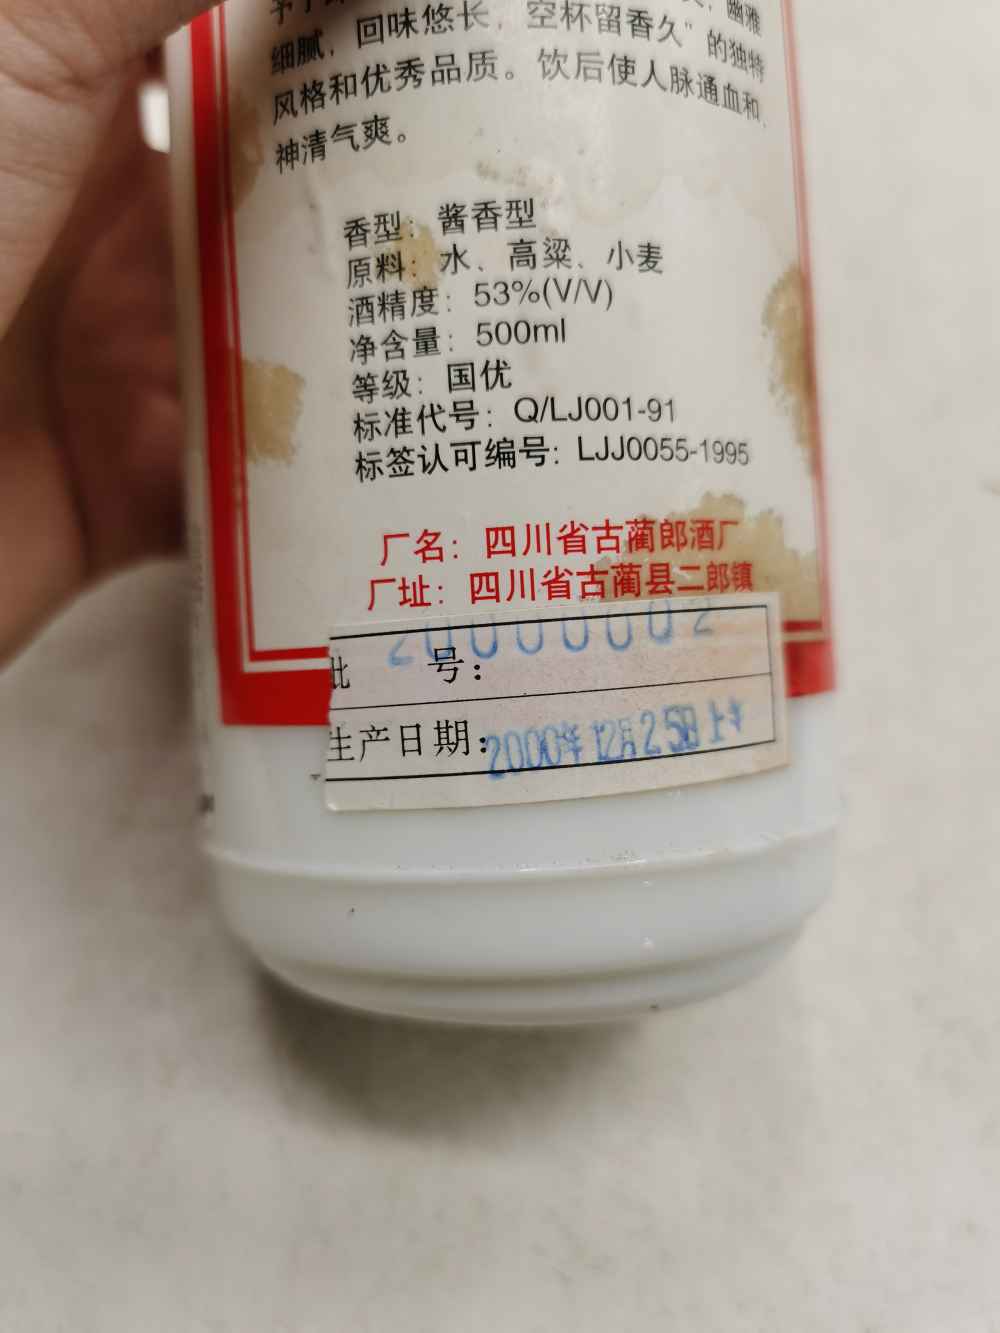 幽雅
细腻，回味悠长，空杯留香久”的独特
风格和优秀品质。饮后使人脉通血和，
神清气爽。
香型：酱香型
原料：水、高粱、小麦
酒精度：53%(V/V)
净含量：500ml
等级：国优
标准代号：Q/LJ001-91
标签认可编号：LJJ0055-1995
厂名：四川省古蔺郎酒厂
厂址：四川省古蔺县二郎镇
批 号：20000002
生产日期：2000年12月25日上午